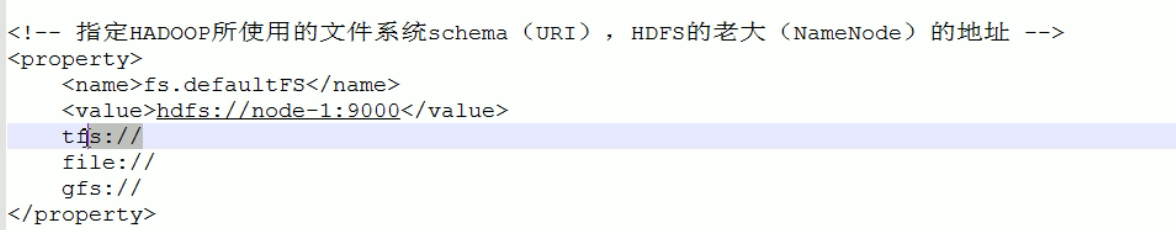 <!-- 指定HADOOP所使用的文件系统schema（URI），HDFS的老大（NameNode）的地址 -->
<property>
<name>fs.defaultFS</name>
<value>hdfs://node-1:9000</value>
tfs://
file://
gfs://
</property>